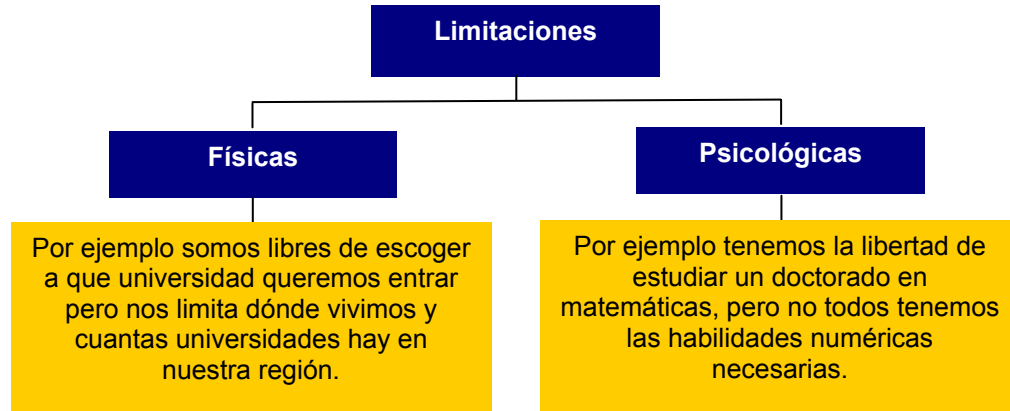 Limitaciones
Físicas
Psicológicas
Por ejemplo somos libres de escoger
a que universidad queremos entrar
pero nos limita dónde vivimos y
cuantas universidades hay en
nuestra región.
Por ejemplo tenemos la libertad de
estudiar un doctorado en
matemáticas, pero no todos tenemos
las habilidades numéricas
necesarias.